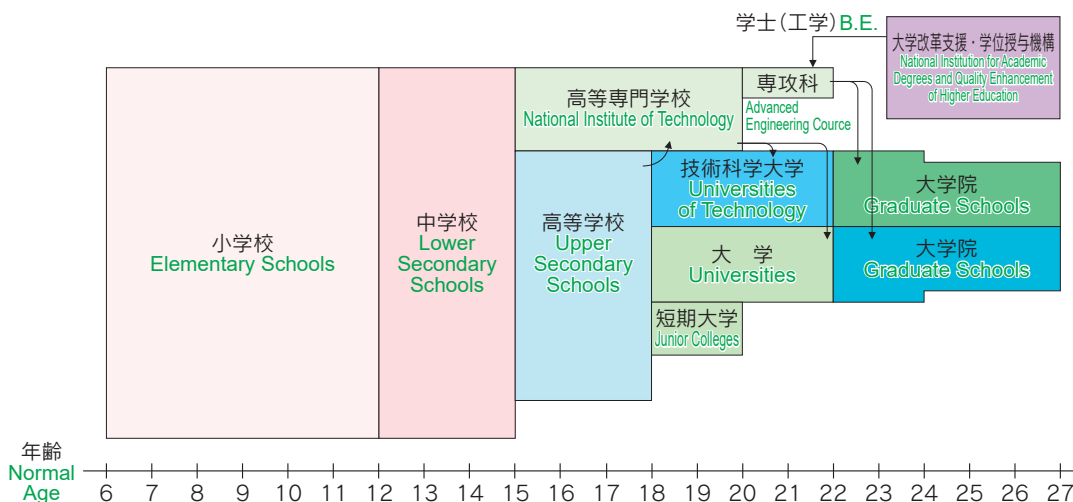 学士(工学)B.E.
大学改革支援・学位授与機構
National Institution for Academic
Degrees and Quality Enhancement
of Higher Education
高等専門学校
National Institute of Technology
専攻科
Advanced
Engineering Cource
技術科学大学
Universities
of Technology
大学院
Graduate Schools
小学校
Elementary Schools
中学校
Lower
Secondary
Schools
高等学校
Upper
Secondary
Schools
大　学
Universities
大学院
Graduate Schools
短期大学
Junior Colleges
年齢
Normal
Age
6 7 8 9 10 11 12 13 14 15 16 17 18 19 20 21 22 23 24 25 26 27